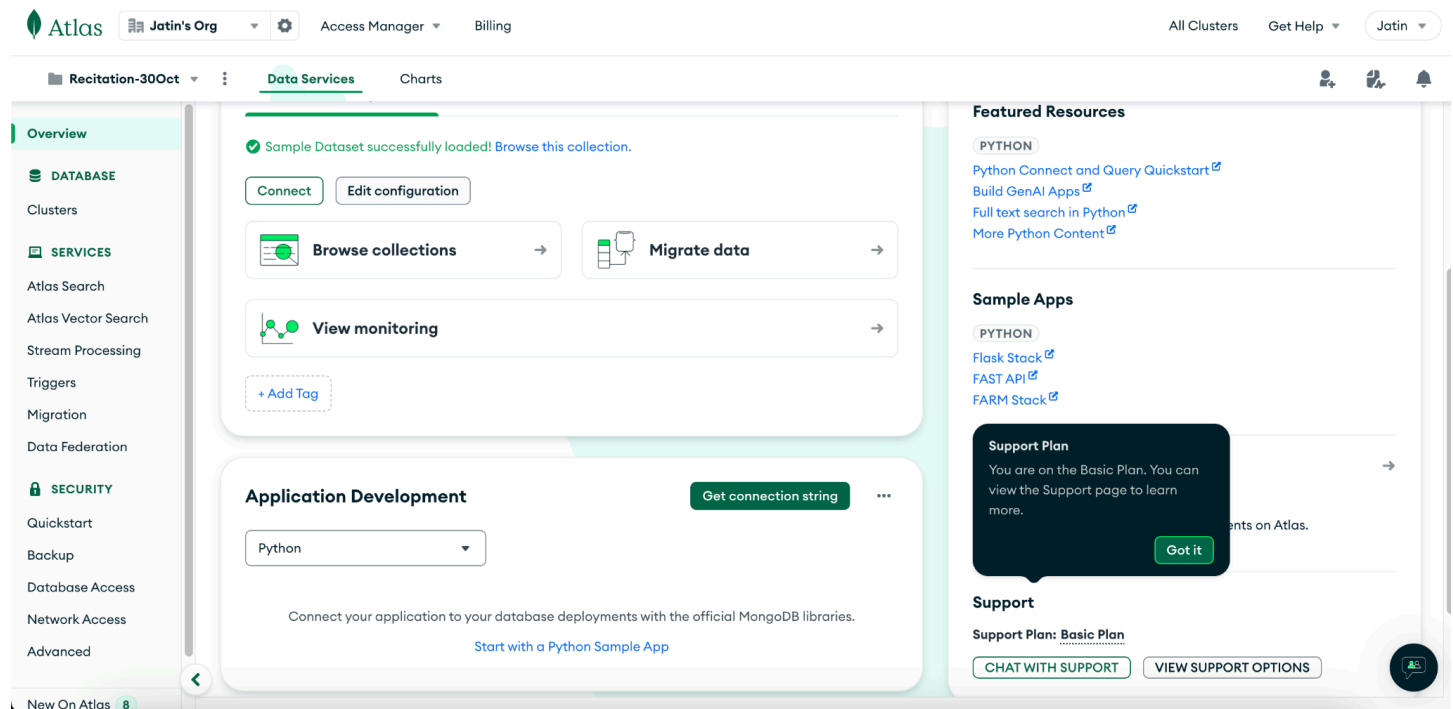 Atlas
Jatin's Org
Access Manager
Billing
All Clusters
Get Help
Jatin
Recitation-30Oct
Data Services
Charts
Overview
DATABASE
Clusters
SERVICES
Atlas Search
Atlas Vector Search
Stream Processing
Triggers
Migration
Data Federation
SECURITY
Quickstart
Backup
Database Access
Network Access
Advanced
New On Atlas 8
Sample Dataset successfully loaded! Browse this collection.
Connect
Edit configuration
Browse collections
Migrate data
View monitoring
+ Add Tag
Application Development
Get connection string
Python
Connect your application to your database deployments with the official MongoDB libraries.
Start with a Python Sample App
Featured Resources
PYTHON
Python Connect and Query Quickstart
Build GenAI Apps
Full text search in Python
More Python Content
Sample Apps
PYTHON
Flask Stack
FAST API
FARM Stack
Support Plan
You are on the Basic Plan. You can
view the Support page to learn
more.
Got it
on Atlas.
Support
Support Plan: Basic Plan
CHAT WITH SUPPORT
VIEW SUPPORT OPTIONS